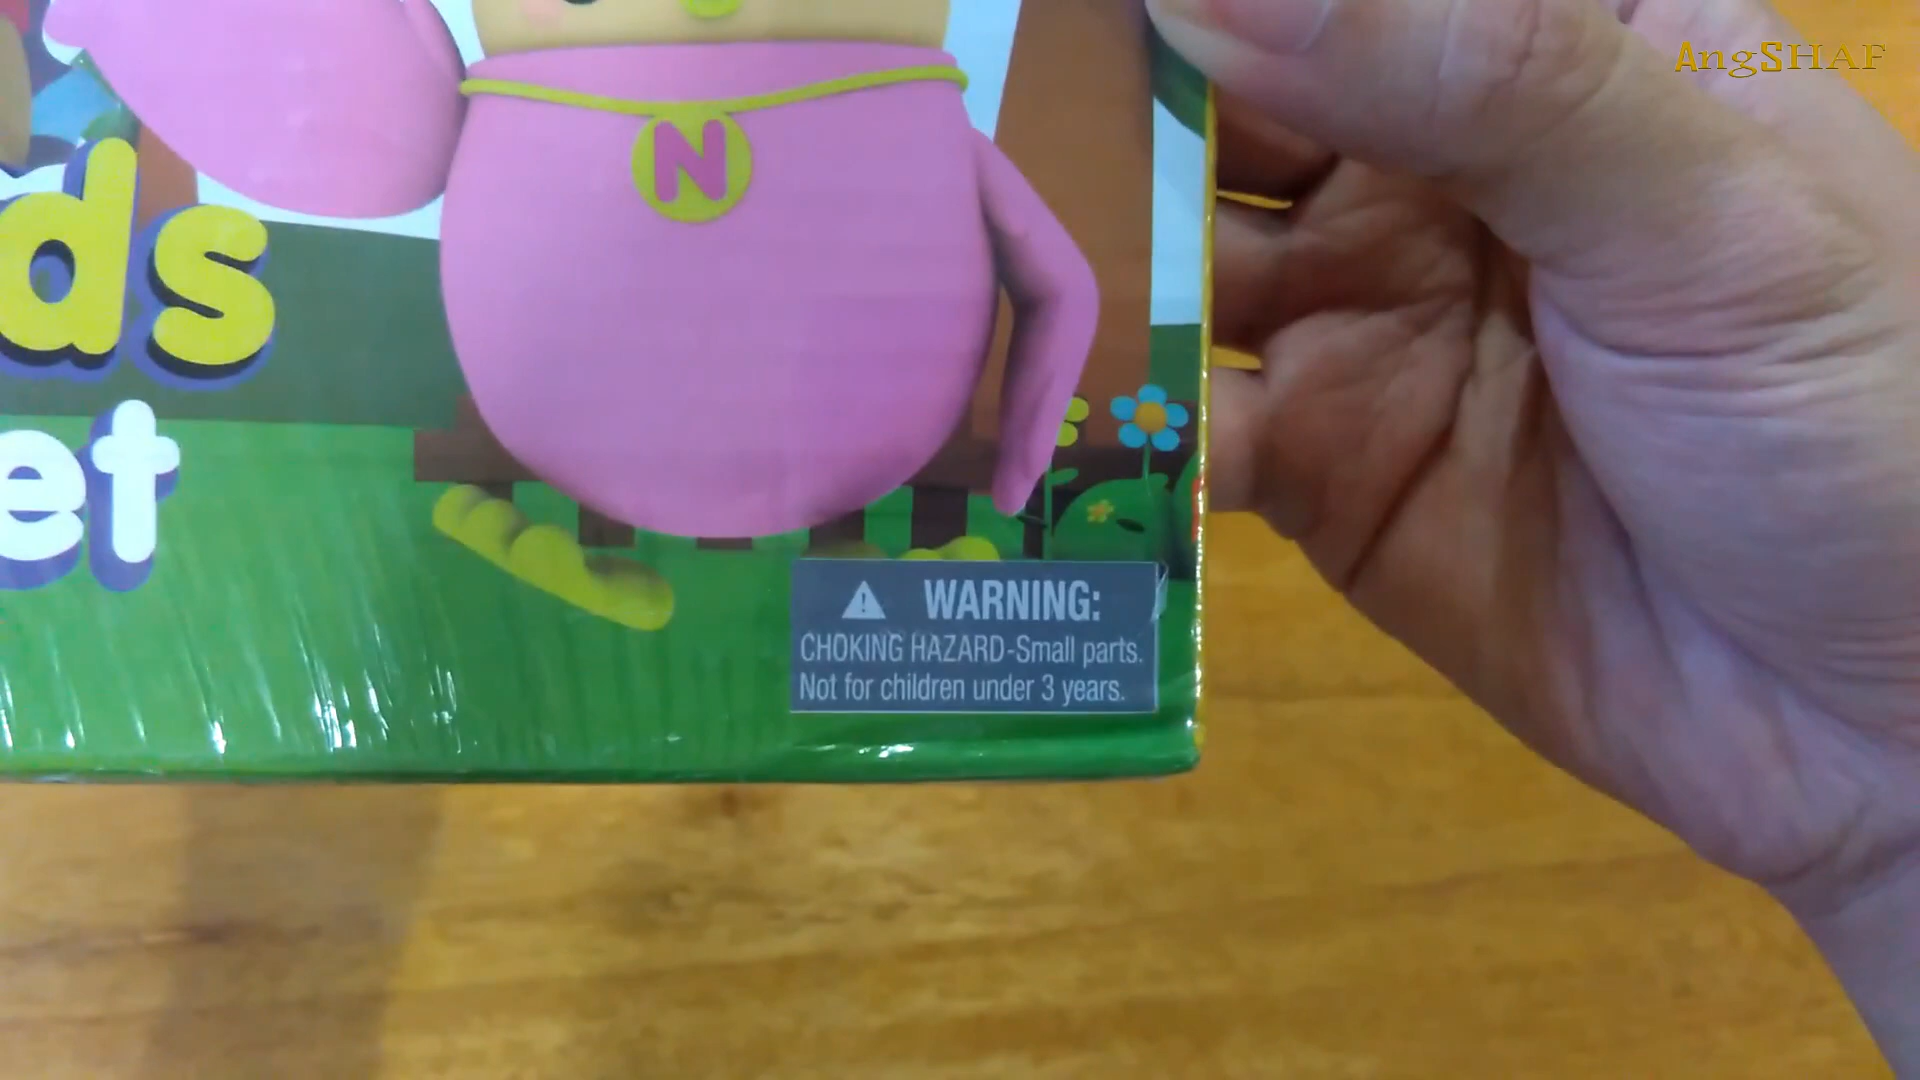 AngSHAF
N
ds
et
WARNING:
CHOKING HAZARD-Small parts.
Not for children under 3 years.